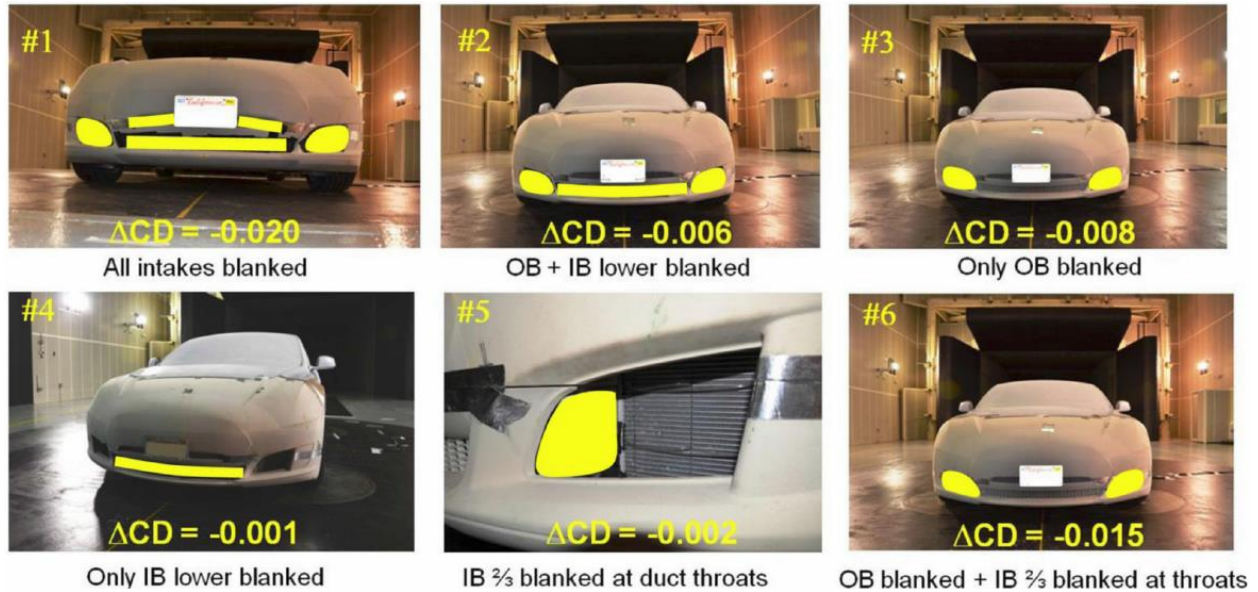 #1
California
ΔCD = -0.020
All intakes blanked
#2
ΔCD = -0.006
OB + IB lower blanked
#3
ΔCD = -0.008
Only OB blanked
#4
ΔCD = -0.001
Only IB lower blanked
#5
ΔCD = -0.002
IB ⅔ blanked at duct throats
#6
ΔCD = -0.015
OB blanked + IB ⅔ blanked at throats